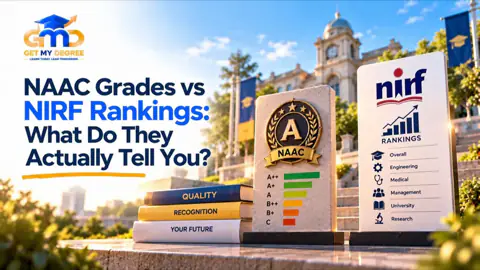 GMD
GET MY DEGREE
NAAC Grades vs
NIRF Rankings:
What Do They
Actually Tell You?
QUALITY
RECOGNITION
YOUR FUTURE
A
NAAC
A++
A+
A
B++
B+
C
nirf
RANKINGS
Overall
Engineering
Medical
Management
University
Research